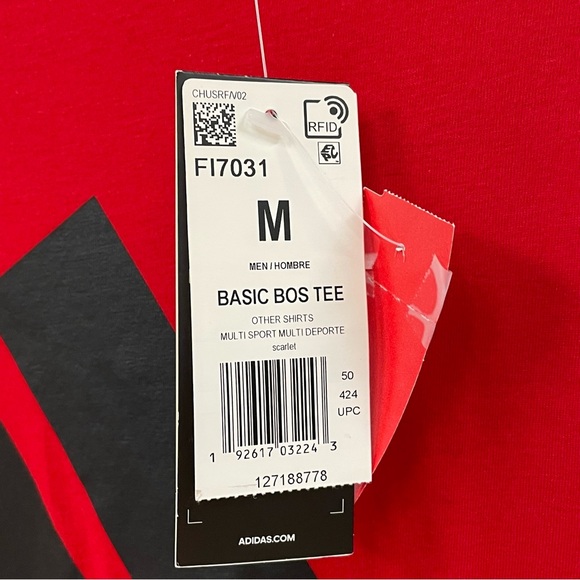 CHUSRF/V02
RFID
FI7031
M
MEN / HOMBRE
BASIC BOS TEE
OTHER SHIRTS
MULTI SPORT MULTI DEPORTE
scarlet
50
424
UPC
1 92617 03224 3
127188778
ADIDAS.COM